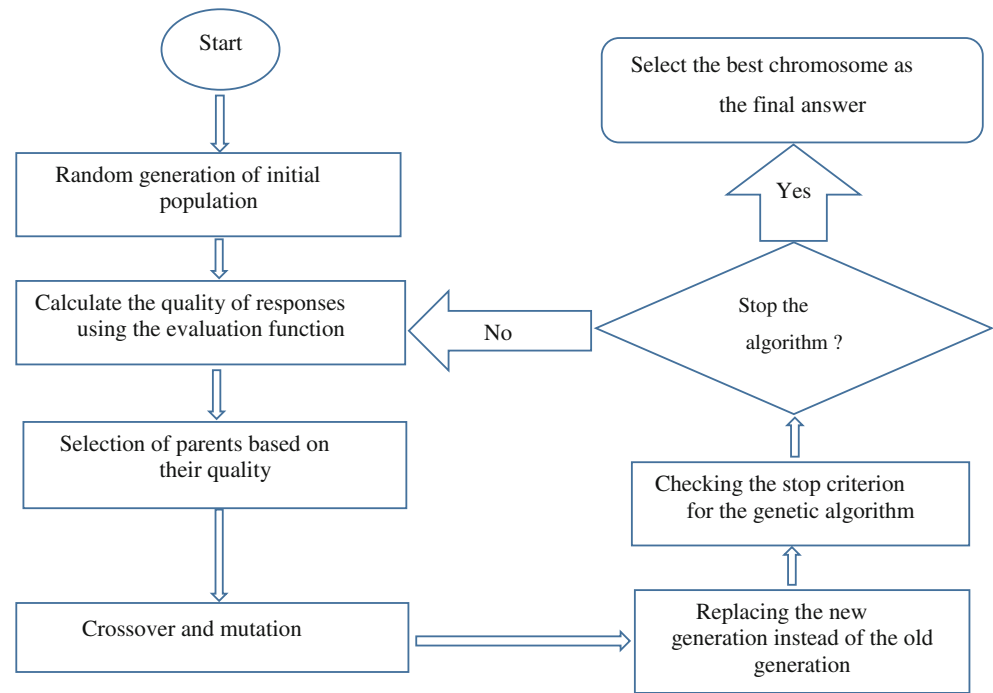 Start
Random generation of initial
population
Calculate the quality of responses
using the evaluation function
Selection of parents based on
their quality
Crossover and mutation
Replacing the new
generation instead of the old
generation
Checking the stop criterion
for the genetic algorithm
Stop the
algorithm ?
No
Yes
Select the best chromosome as
the final answer